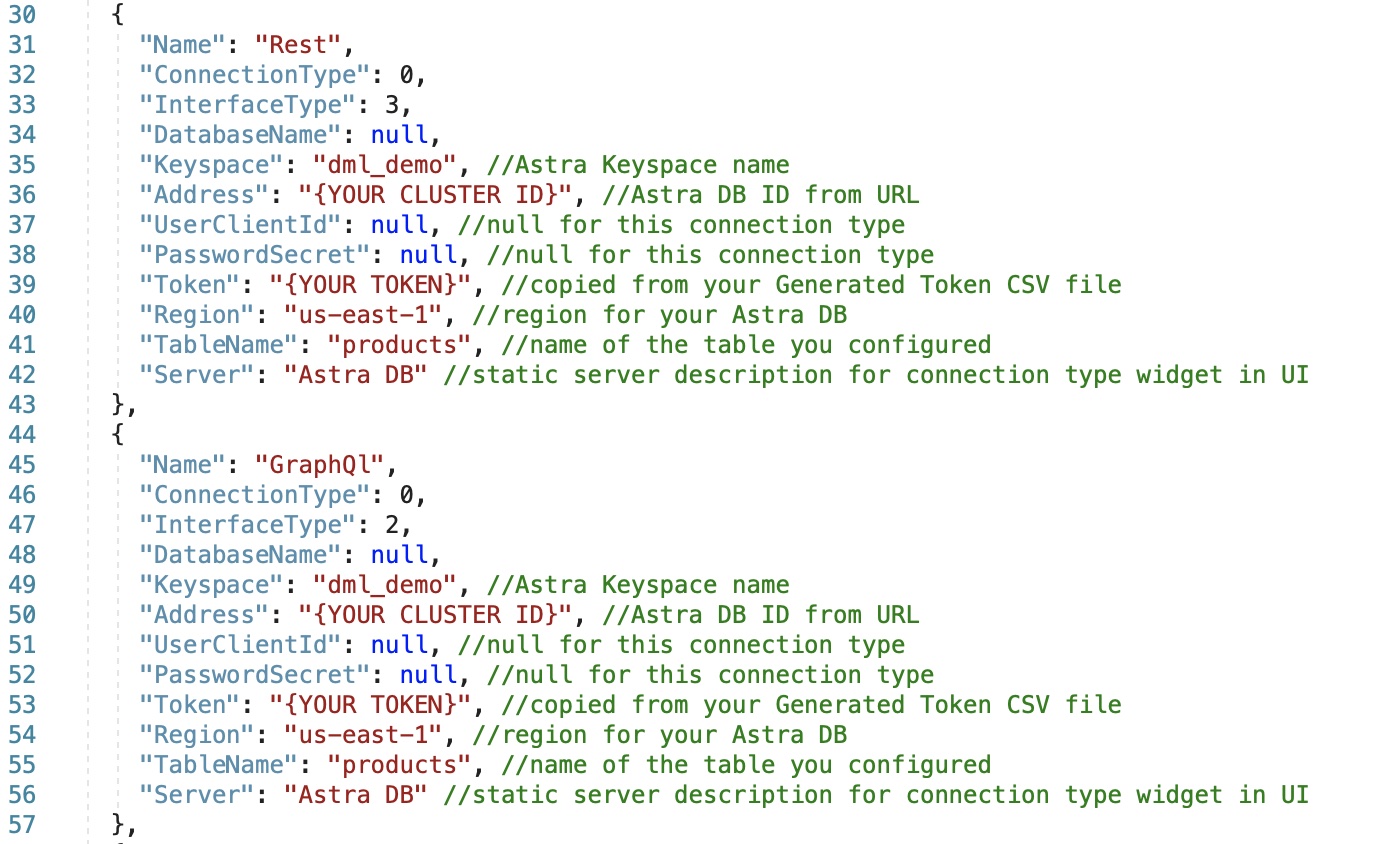 30 {
31 "Name": "Rest",
32 "ConnectionType": 0,
33 "InterfaceType": 3,
34 "DatabaseName": null,
35 "Keyspace": "dml_demo", //Astra Keyspace name
36 "Address": "{YOUR CLUSTER ID}", //Astra DB ID from URL
37 "UserClientId": null, //null for this connection type
38 "PasswordSecret": null, //null for this connection type
39 "Token": "{YOUR TOKEN}", //copied from your Generated Token CSV file
40 "Region": "us-east-1", //region for your Astra DB
41 "TableName": "products", //name of the table you configured
42 "Server": "Astra DB" //static server description for connection type widget in UI
43 },
44 {
45 "Name": "GraphQl",
46 "ConnectionType": 0,
47 "InterfaceType": 2,
48 "DatabaseName": null,
49 "Keyspace": "dml_demo", //Astra Keyspace name
50 "Address": "{YOUR CLUSTER ID}", //Astra DB ID from URL
51 "UserClientId": null, //null for this connection type
52 "PasswordSecret": null, //null for this connection type
53 "Token": "{YOUR TOKEN}", //copied from your Generated Token CSV file
54 "Region": "us-east-1", //region for your Astra DB
55 "TableName": "products", //name of the table you configured
56 "Server": "Astra DB" //static server description for connection type widget in UI
57 },